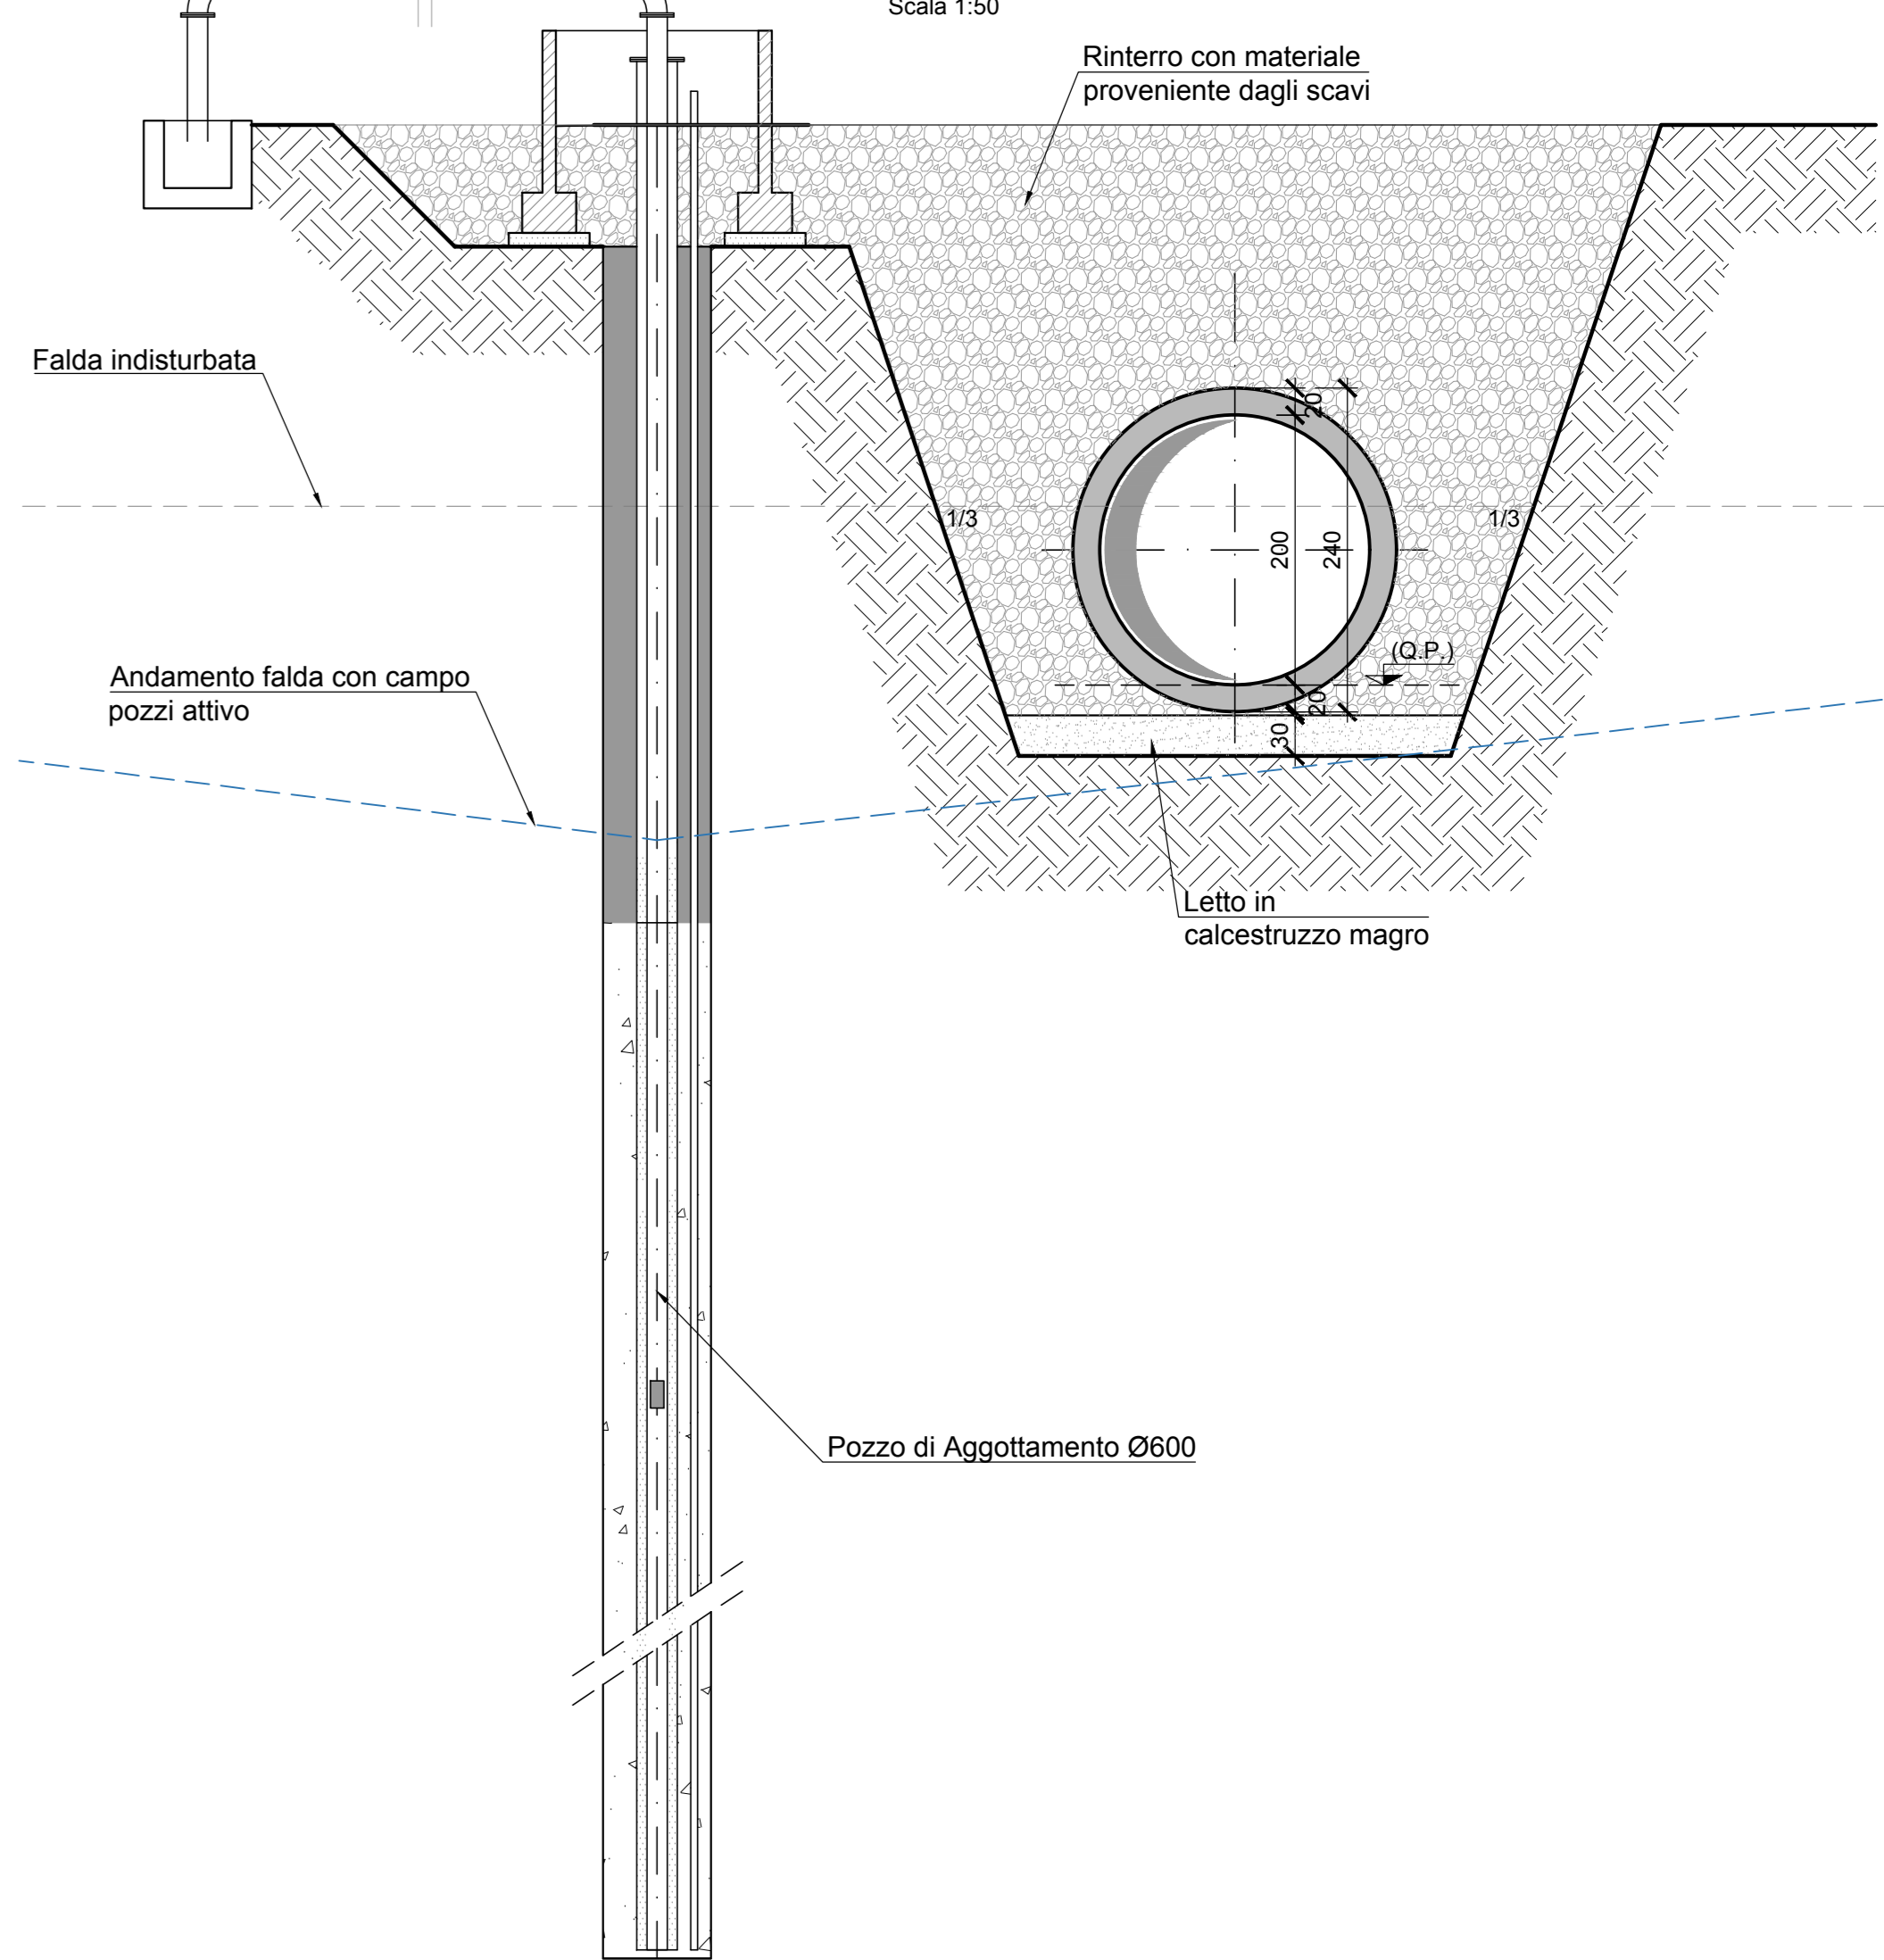 Scala 1:50
Rinterro con materiale
proveniente dagli scavi
Falda indisturbata
20
1/3
1/3
200
240
(Q.P.)
Andamento falda con campo
pozzi attivo
20
30
Letto in
calcestruzzo magro
Pozzo di Aggottamento Ø600